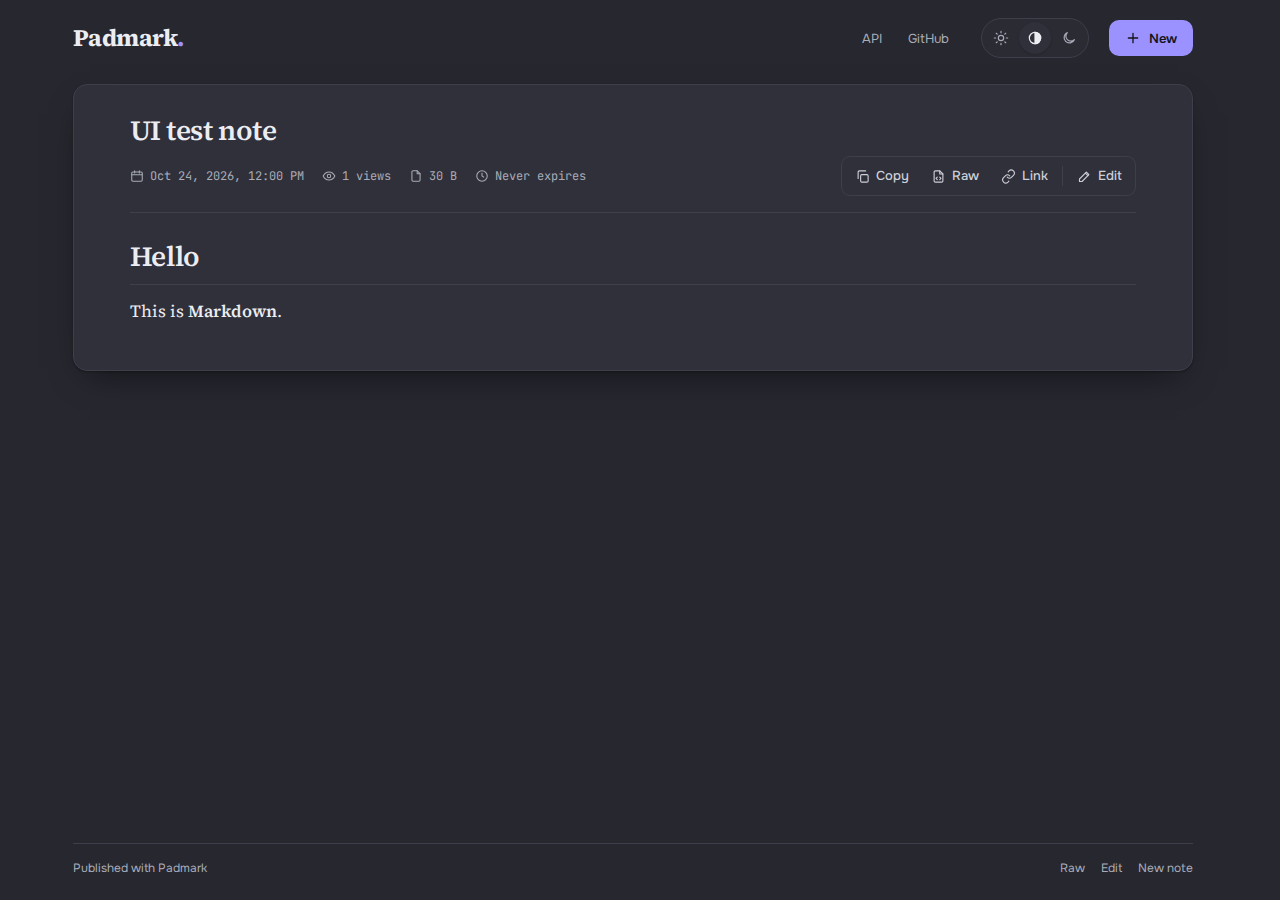 Padmark.
API GitHub New
UI test note
Oct 24, 2026, 12:00 PM 1 views 30 B Never expires Copy Raw Link Edit
Hello
This is Markdown.
Published with Padmark Raw Edit New note